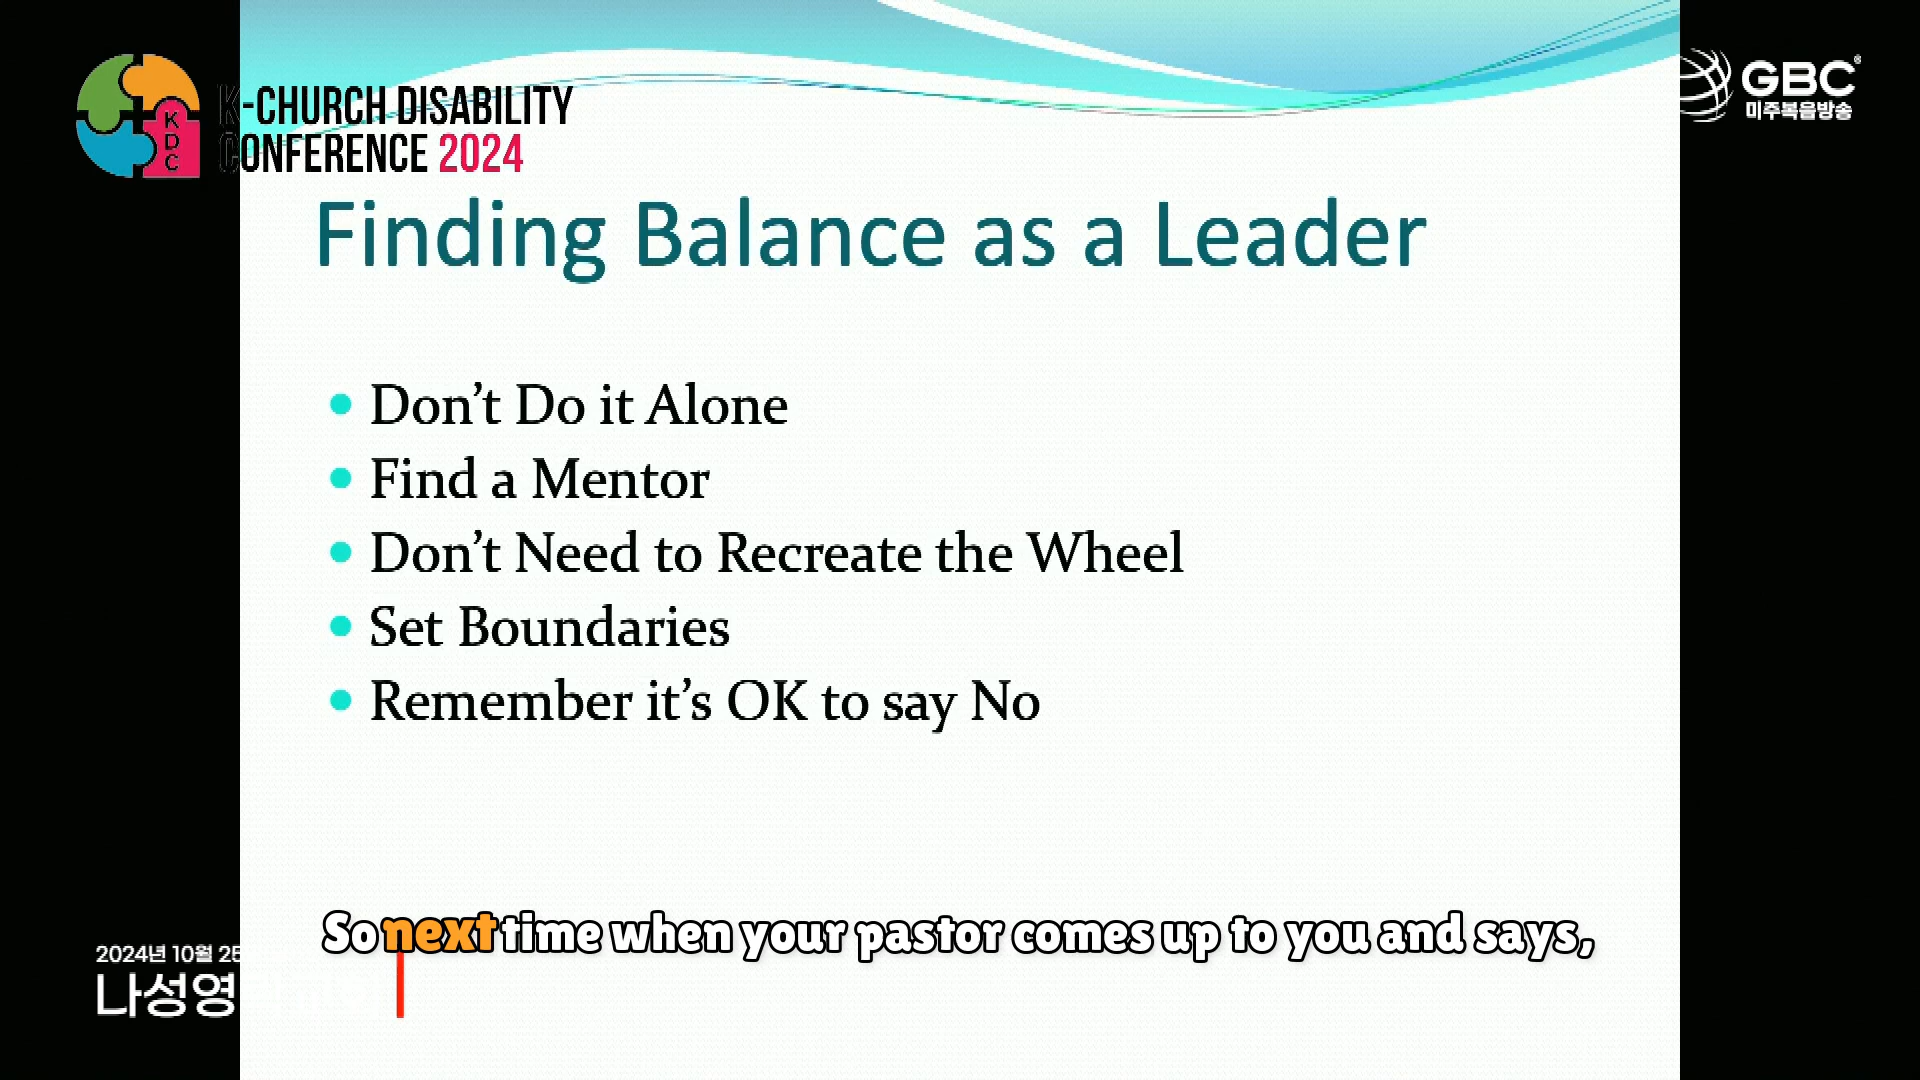 K-CHURCH DISABILITY
CONFERENCE 2024
KDC
GBC
미주복음방송
Finding Balance as a Leader
• Don’t Do it Alone
• Find a Mentor
• Don’t Need to Recreate the Wheel
• Set Boundaries
• Remember it’s OK to say No
So next time when your pastor comes up to you and says,
2024년 10월 25
나성영